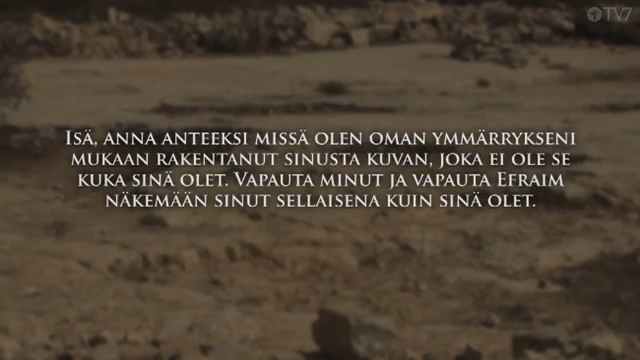 TV7
Isä, anna anteeksi missä olen oman ymmärrykseni
mukaan rakentanut sinusta kuvan, joka ei ole se
kuka sinä olet. Vapauta minut ja vapauta Efraim
näkemään sinut sellaisena kuin sinä olet.